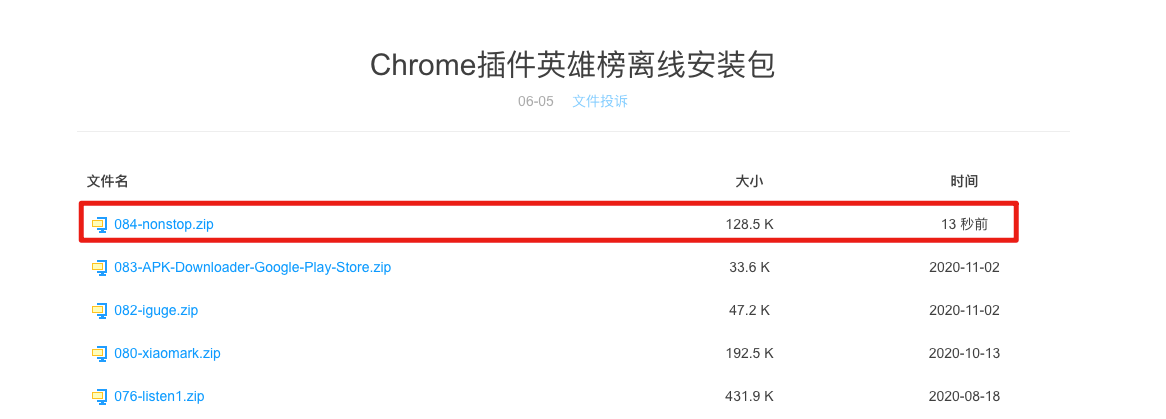 Chrome插件英雄榜离线安装包
06-05 文件投诉
文件名 大小 时间
084-nonstop.zip 128.5 K 13 秒前
083-APK-Downloader-Google-Play-Store.zip 33.6 K 2020-11-02
082-iguge.zip 47.2 K 2020-11-02
080-xiaomark.zip 192.5 K 2020-10-13
076-listen1.zip 431.9 K 2020-08-18